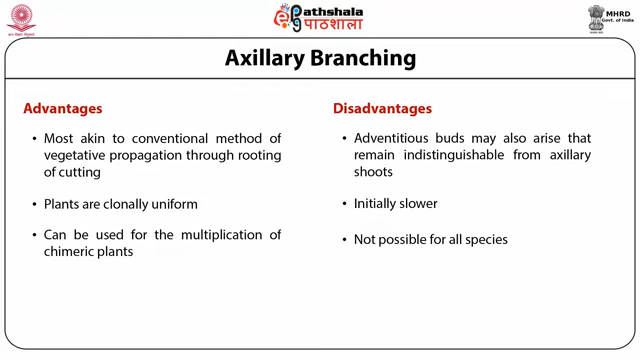 Pathshala
पाठशाला
MHRD
Govt. of India
Axillary Branching
Advantages
• Most akin to conventional method of
vegetative propagation through rooting
of cutting
• Plants are clonally uniform
• Can be used for the multiplication of
chimeric plants
Disadvantages
• Adventitious buds may also arise that
remain indistinguishable from axillary
shoots
• Initially slower
• Not possible for all species